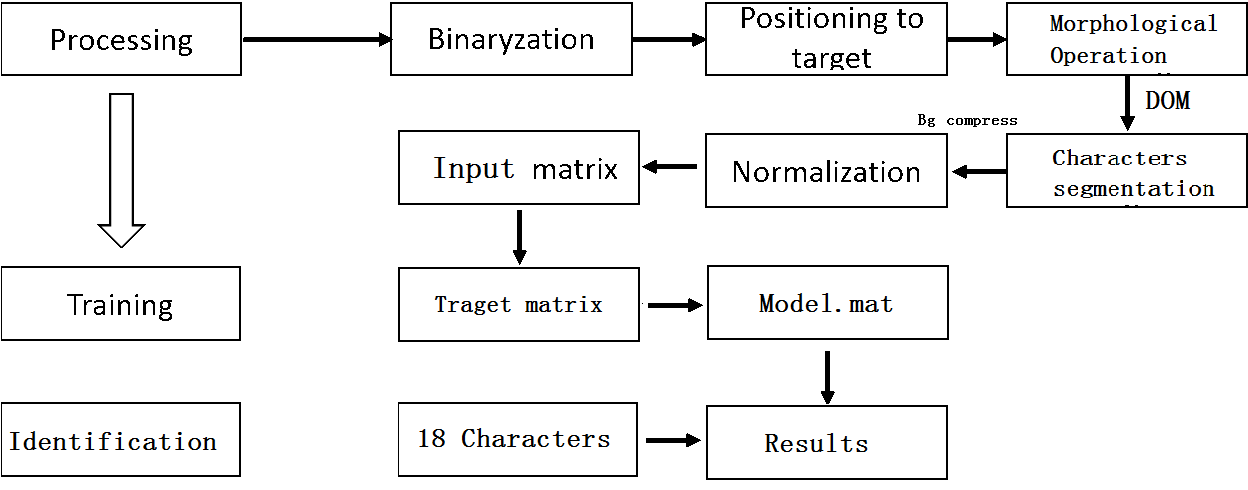 Processing
Binaryzation
Positioning to
target
Morphological
Operation
DOM
Bg compress
Input matrix
Normalization
Characters
segmentation
Training
Traget matrix
Model.mat
Identification
18 Characters
Results